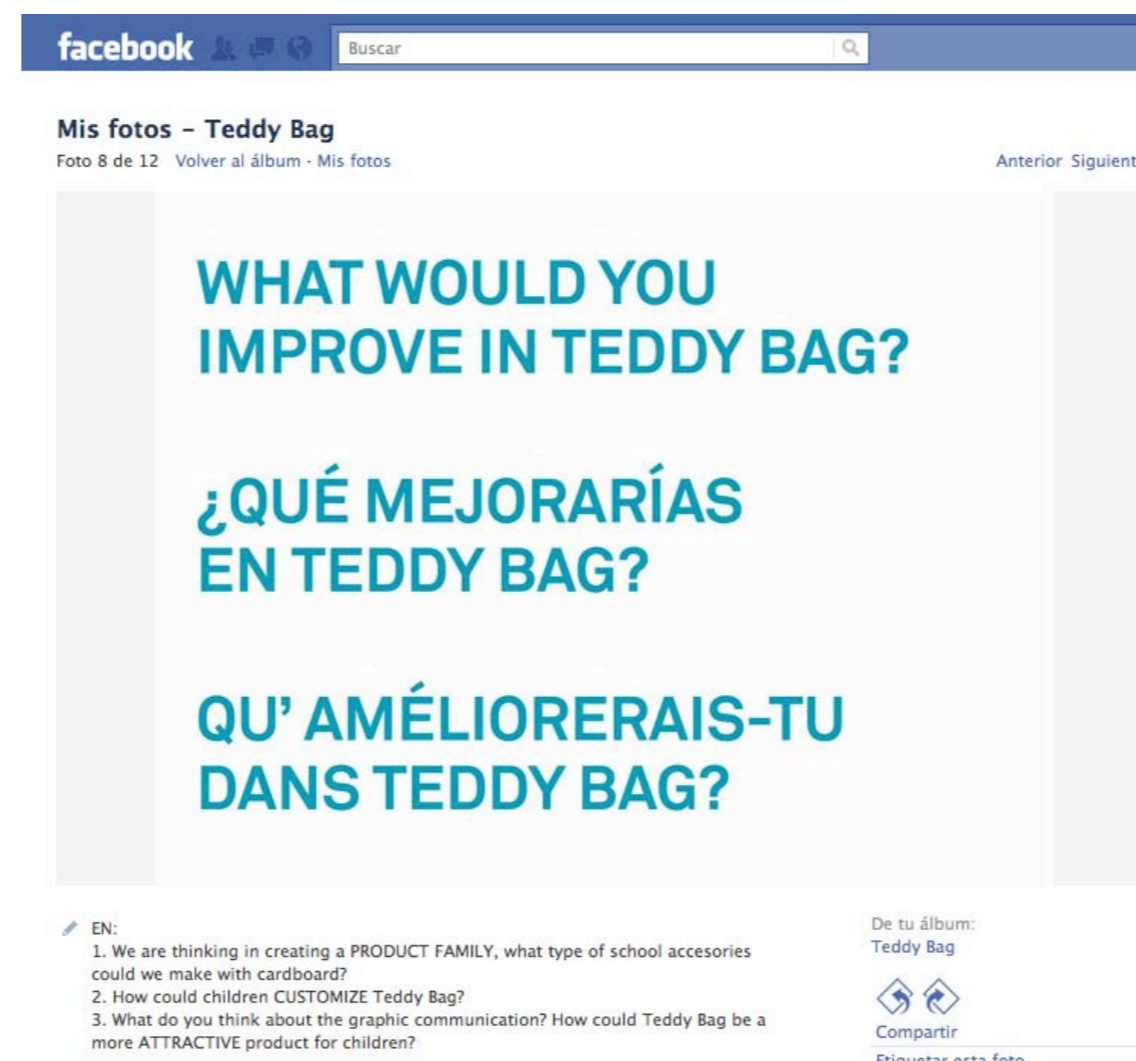 facebook Buscar
Mis fotos – Teddy Bag
Foto 8 de 12 Volver al álbum · Mis fotos Anterior Siguient
WHAT WOULD YOU
IMPROVE IN TEDDY BAG?
¿QUÉ MEJORARÍAS
EN TEDDY BAG?
QU’ AMÉLIORERAIS-TU
DANS TEDDY BAG?
EN:
1. We are thinking in creating a PRODUCT FAMILY, what type of school accesories
could we make with cardboard?
2. How could children CUSTOMIZE Teddy Bag?
3. What do you think about the graphic communication? How could Teddy Bag be a
more ATTRACTIVE product for children?
De tu álbum:
Teddy Bag
Compartir
Etiquetar esta foto